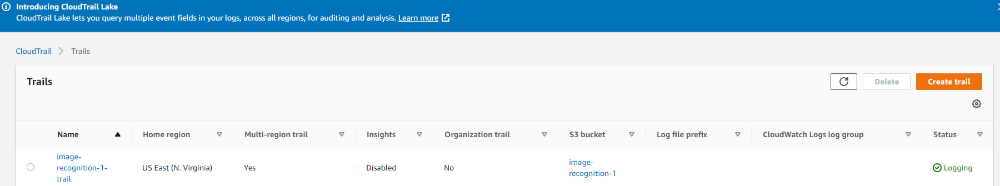 Introducing CloudTrail Lake
CloudTrail Lake lets you query multiple event fields in your logs, across all regions, for auditing and analysis. Learn more
CloudTrail Trails
Trails Delete Create trail
Name Home region Multi-region trail Insights Organization trail S3 bucket Log file prefix CloudWatch Logs log group Status
image-
recognition-1-
trail
US East (N. Virginia) Yes Disabled No
image-
recognition-1
Logging